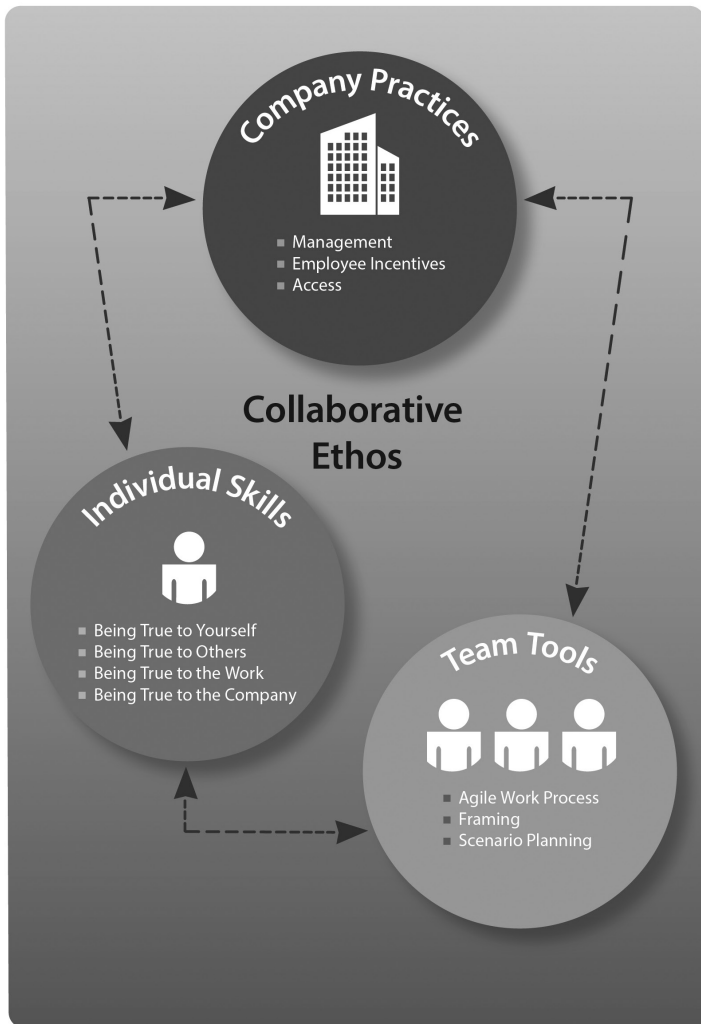 Company Practices
Management
Employee Incentives
Access
Collaborative
Ethos
Individual Skills
Being True to Yourself
Being True to Others
Being True to the Work
Being True to the Company
Team Tools
Agile Work Process
Framing
Scenario Planning